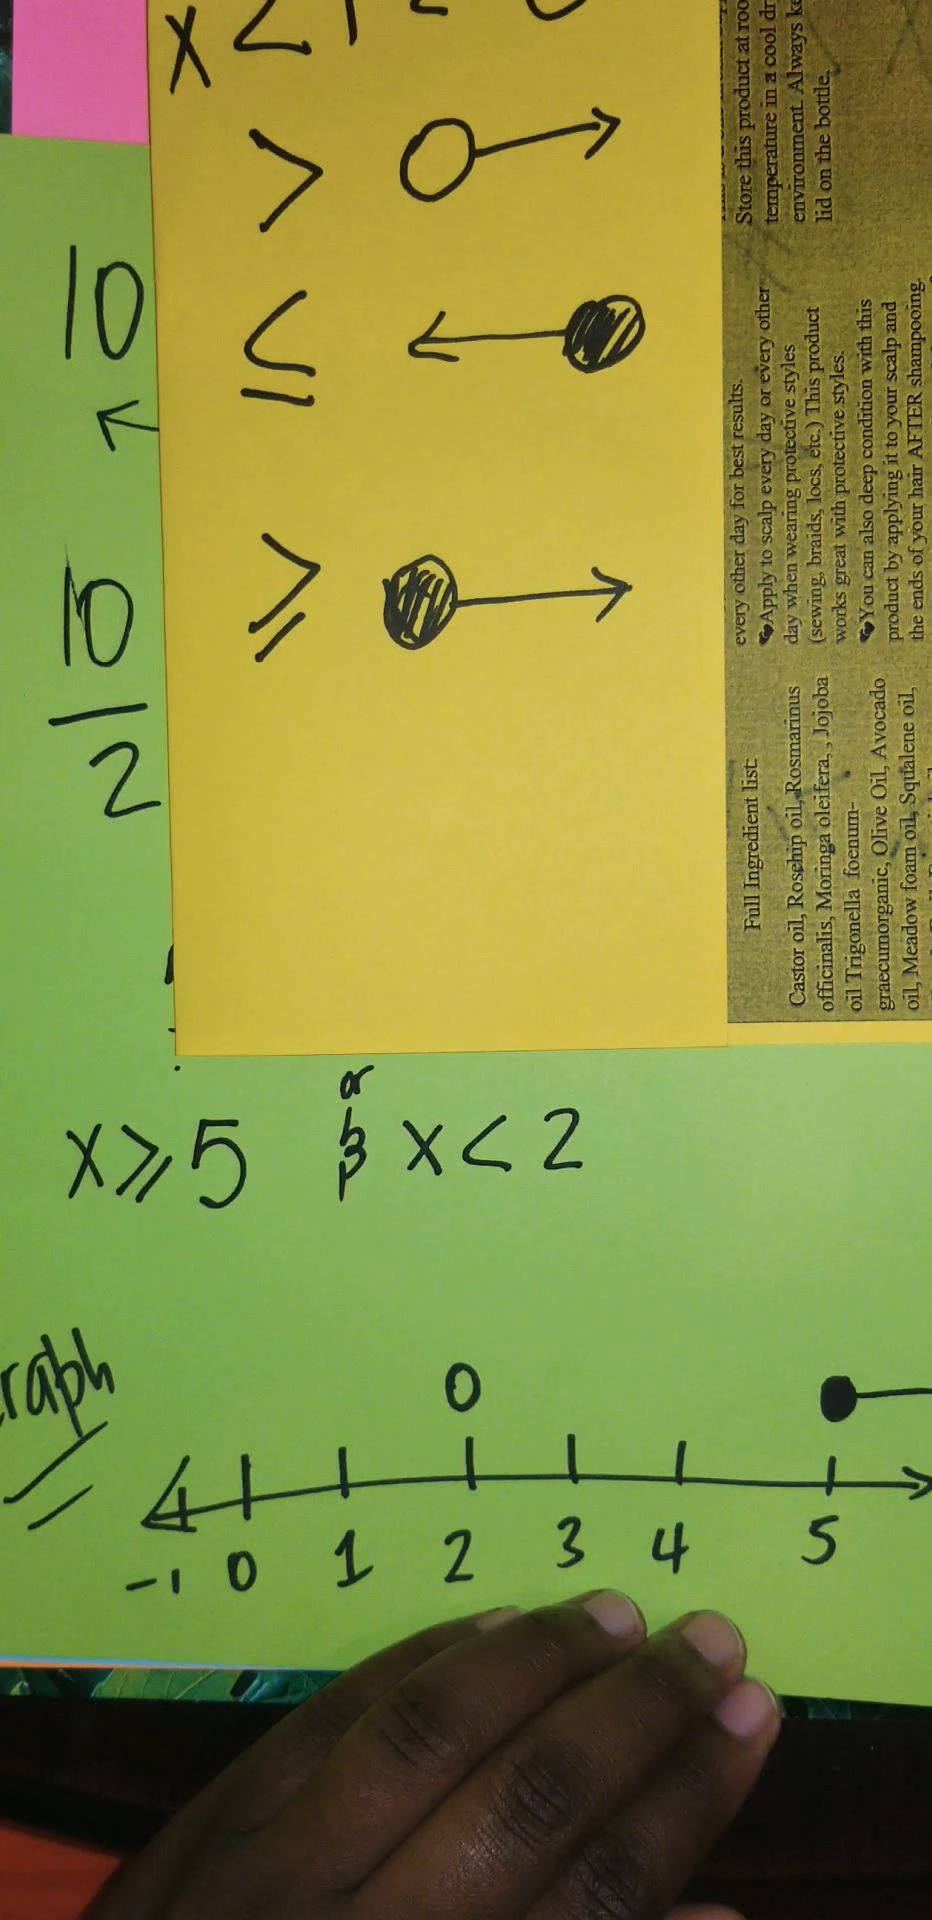 x <
>
≤
≥
10
10
2
or
x ≥ 5 x < 2
raph
-1 0 1 2 3 4 5
Store this product at roo
temperature in a cool dr
environment. Always ke
lid on the bottle.
every other day for best results.
Apply to scalp every day or every other
day when wearing protective styles
(sewing, braids, locs, etc.) This product
works great with protective styles.
You can also deep condition with this
product by applying it to your scalp and
the ends of your hair AFTER shampooing.
Full Ingredient list:
Castor oil, Rosehip oil, Rosmarinus
officinalis, Moringa oleifera, , Jojoba
oil Trigonella foenum-
graecumorganic, Olive Oil, Avocado
oil, Meadow foam oil, Squalene oil,